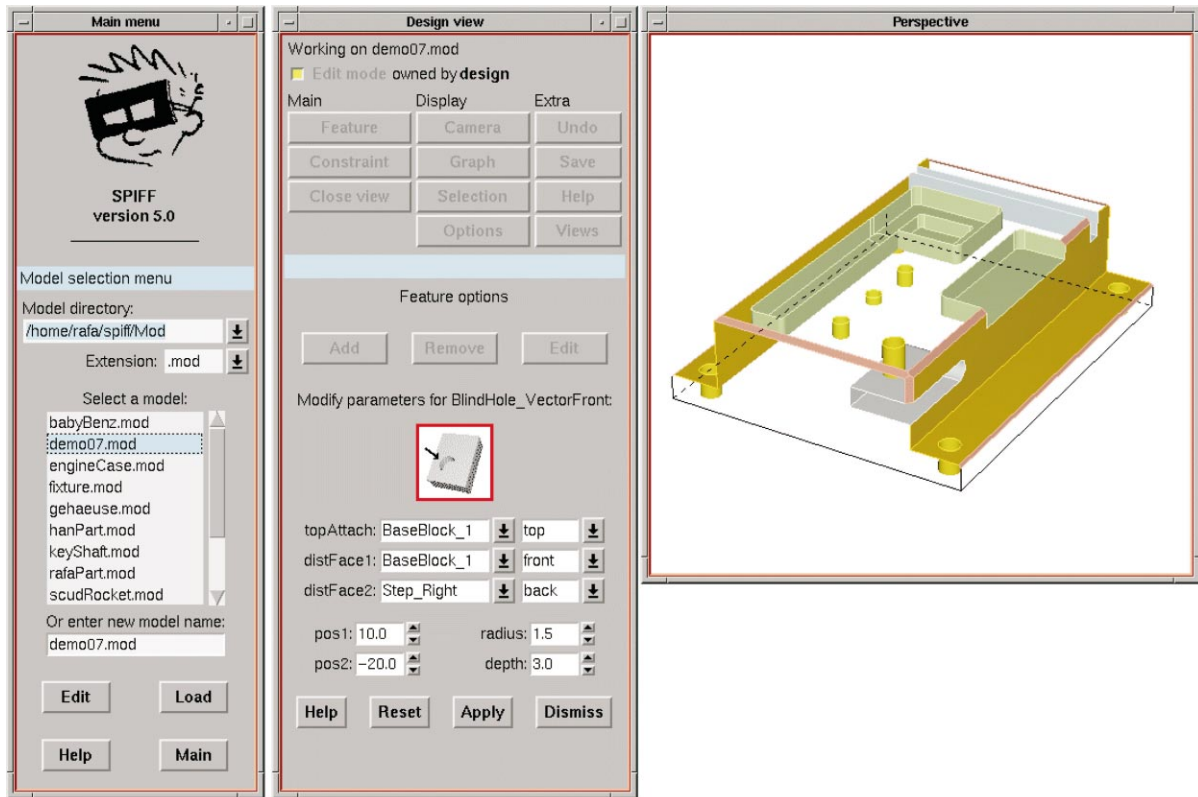 Main menu
SPIFF
version 5.0
Model selection menu
Model directory:
/home/rafa/spiff/Mod
Extension: .mod
Select a model:
babyBenz.mod
demo07.mod
engineCase.mod
fixture.mod
gehaeuse.mod
hanPart.mod
keyShaft.mod
rafaPart.mod
scudRocket.mod
Or enter new model name:
demo07.mod
Edit Load
Help Main
Design view
Working on demo07.mod
Edit mode owned by design
Main Display Extra
Feature Camera Undo
Constraint Graph Save
Close view Selection Help
Options Views
Feature options
Add Remove Edit
Modify parameters for BlindHole_VectorFront:
topAttach: BaseBlock_1 top
distFace1: BaseBlock_1 front
distFace2: Step_Right back
pos1: 10.0 radius: 1.5
pos2: -20.0 depth: 3.0
Help Reset Apply Dismiss
Perspective